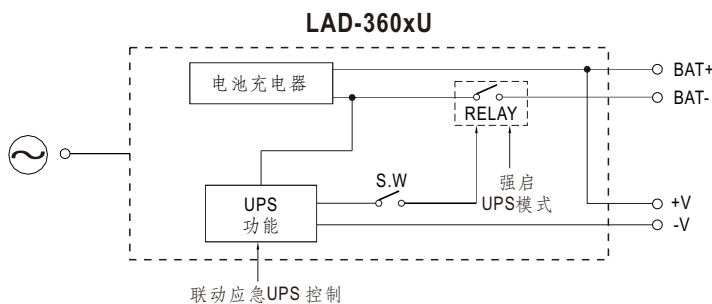 LAD-360xU
电池充电器
BAT+
BAT-
RELAY
强启
UPS模式
S.W
UPS
功能
+V
-V
联动应急UPS 控制